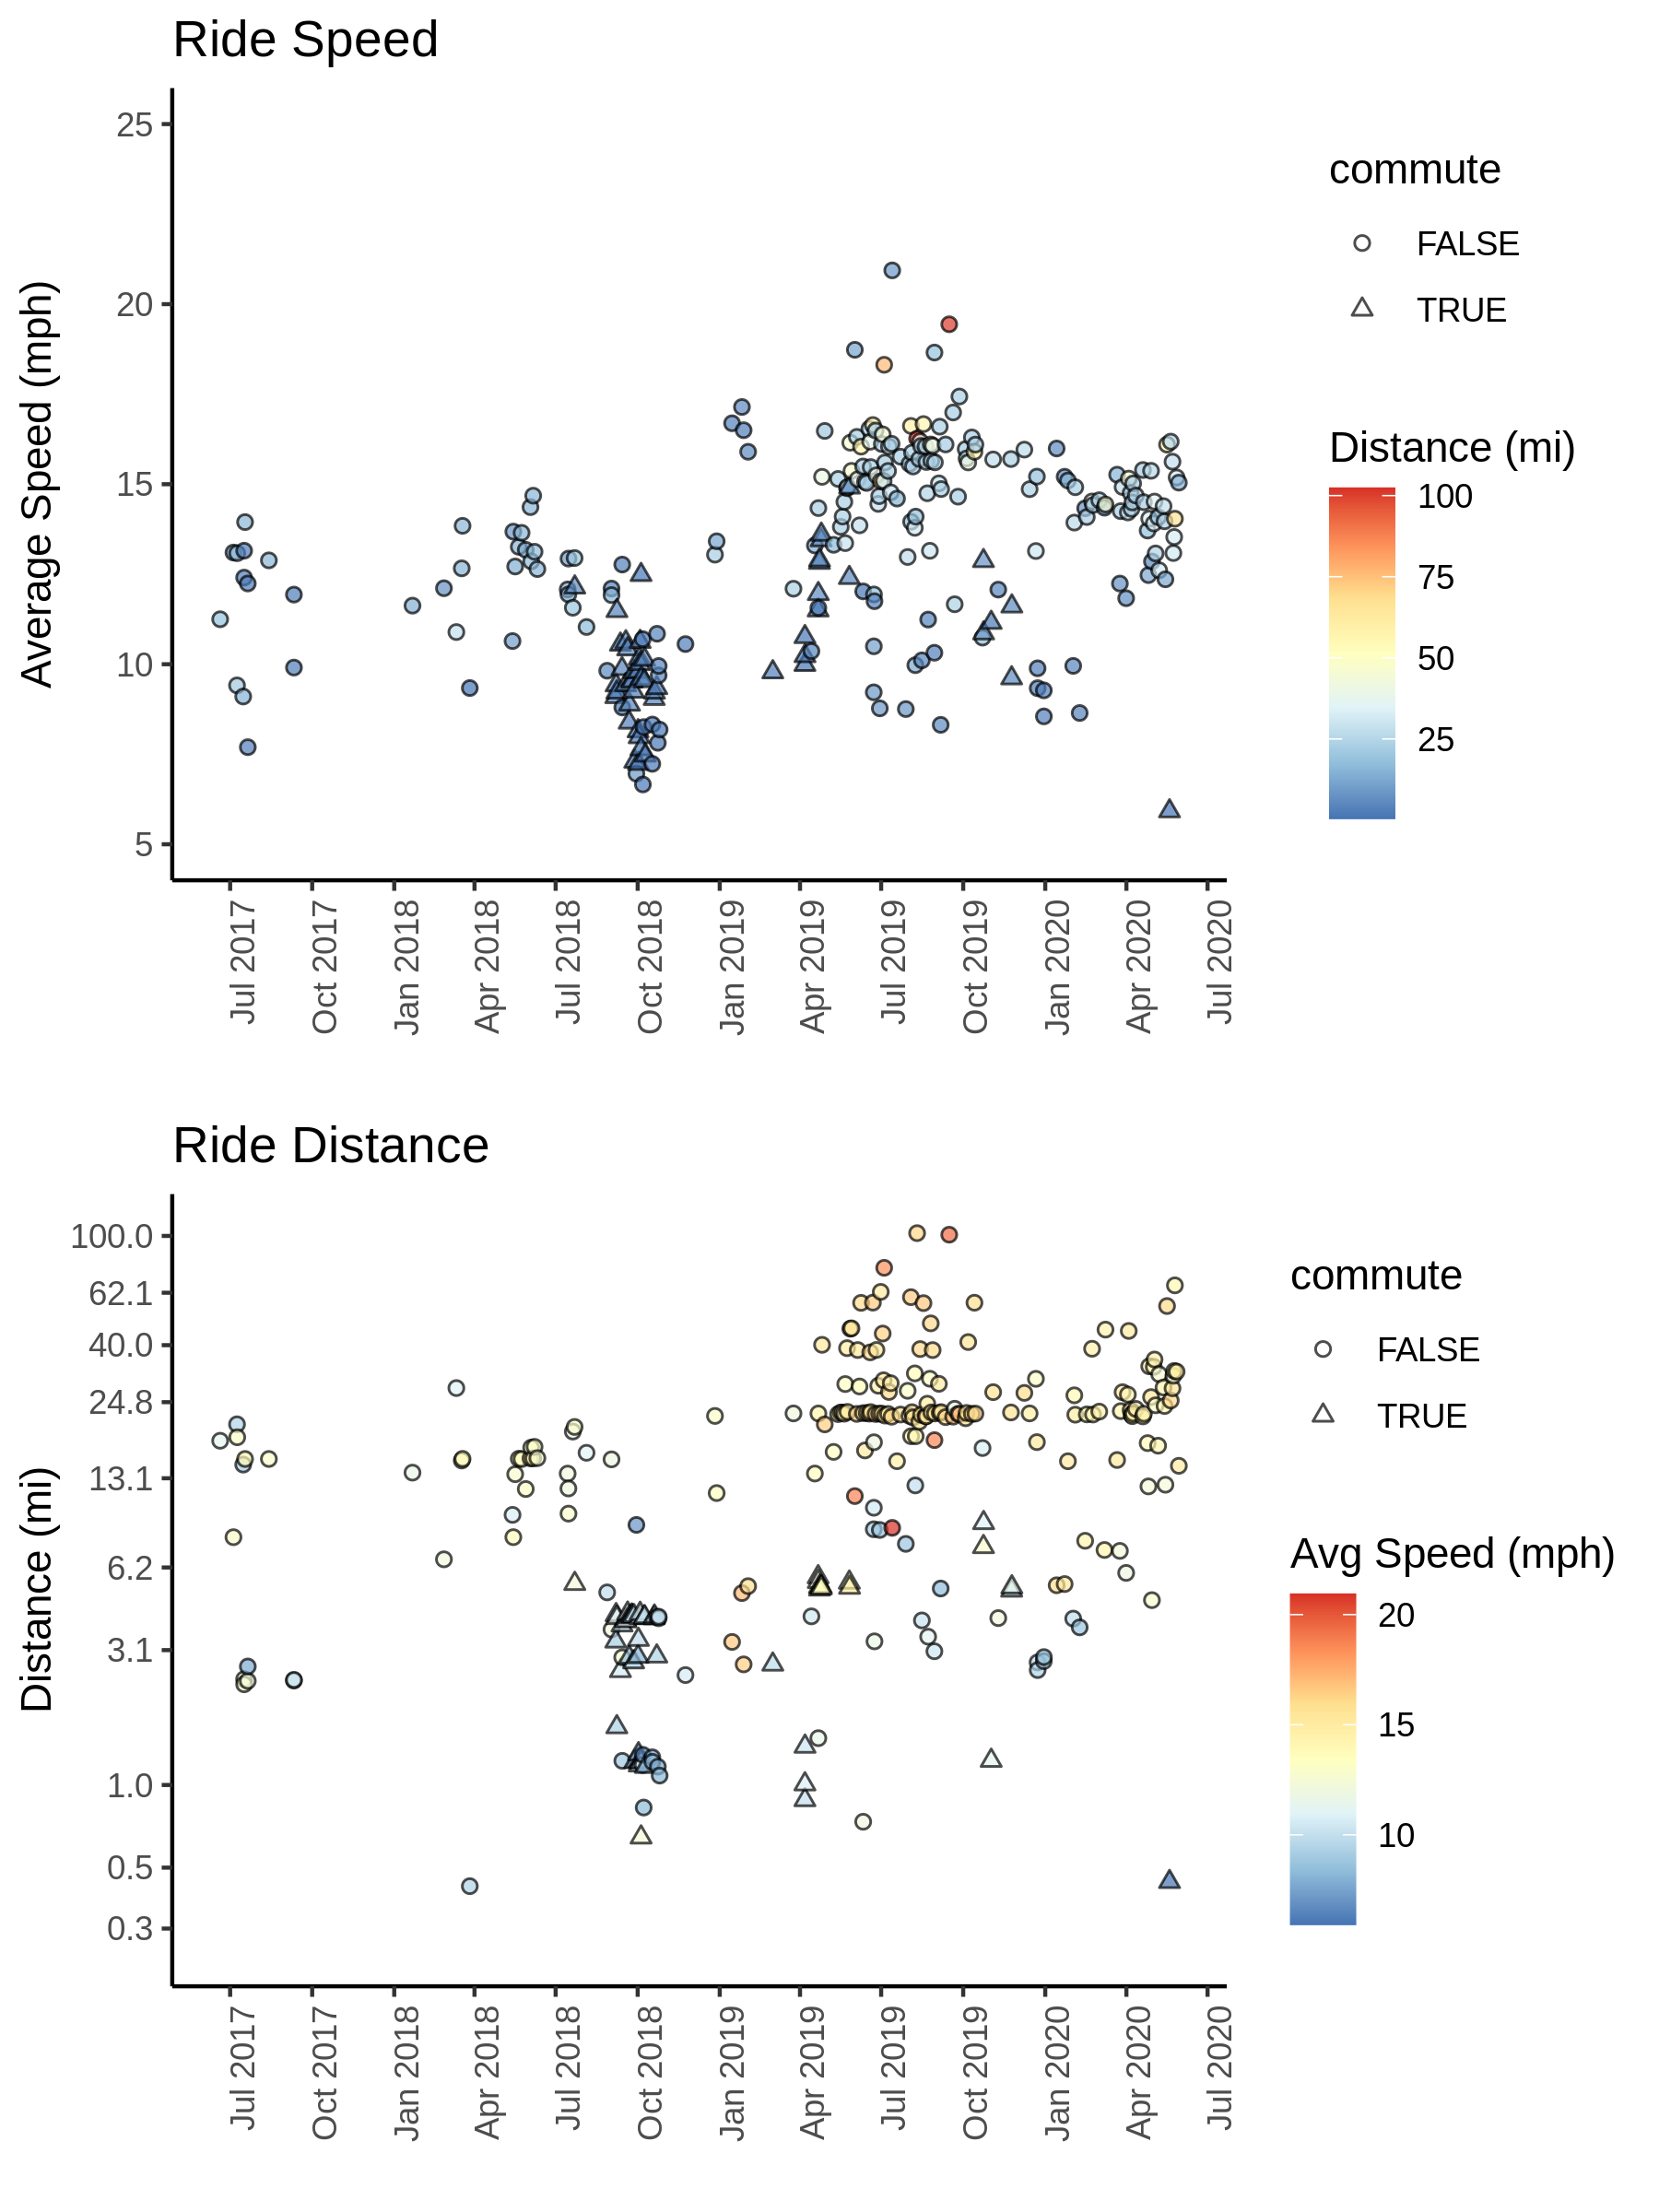 Ride Speed
Average Speed (mph)
25
20
15
10
5
Jul 2017
Oct 2017
Jan 2018
Apr 2018
Jul 2018
Oct 2018
Jan 2019
Apr 2019
Jul 2019
Oct 2019
Jan 2020
Apr 2020
Jul 2020
commute
FALSE
TRUE
Distance (mi)
100
75
50
25
Ride Distance
Distance (mi)
100.0
62.1
40.0
24.8
13.1
6.2
3.1
1.0
0.5
0.3
Jul 2017
Oct 2017
Jan 2018
Apr 2018
Jul 2018
Oct 2018
Jan 2019
Apr 2019
Jul 2019
Oct 2019
Jan 2020
Apr 2020
Jul 2020
commute
FALSE
TRUE
Avg Speed (mph)
20
15
10